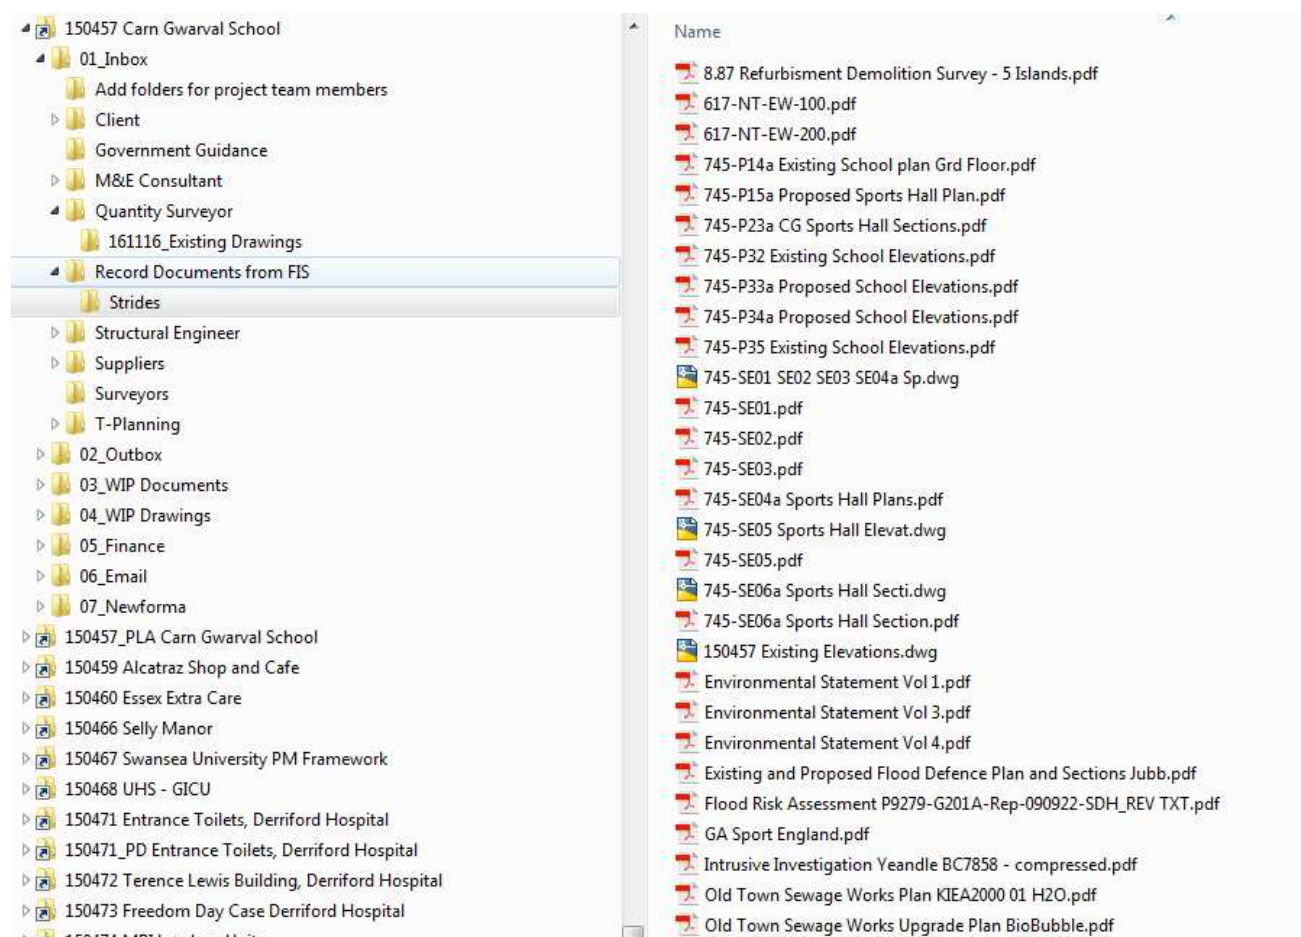 150457 Carn Gwarval School
01_Inbox
Add folders for project team members
Client
Government Guidance
M&E Consultant
Quantity Surveyor
161116_Existing Drawings
Record Documents from FIS
Strides
Structural Engineer
Suppliers
Surveyors
T-Planning
02_Outbox
03_WIP Documents
04_WIP Drawings
05_Finance
06_Email
07_Newforma
150457_PLA Carn Gwarval School
150459 Alcatraz Shop and Cafe
150460 Essex Extra Care
150466 Selly Manor
150467 Swansea University PM Framework
150468 UHS - GICU
150471 Entrance Toilets, Derriford Hospital
150471_PD Entrance Toilets, Derriford Hospital
150472 Terence Lewis Building, Derriford Hospital
150473 Freedom Day Case Derriford Hospital
Name
8.87 Refurbisment Demolition Survey - 5 Islands.pdf
617-NT-EW-100.pdf
617-NT-EW-200.pdf
745-P14a Existing School plan Grd Floor.pdf
745-P15a Proposed Sports Hall Plan.pdf
745-P23a CG Sports Hall Sections.pdf
745-P32 Existing School Elevations.pdf
745-P33a Proposed School Elevations.pdf
745-P34a Proposed School Elevations.pdf
745-P35 Existing School Elevations.pdf
745-SE01 SE02 SE03 SE04a Sp.dwg
745-SE01.pdf
745-SE02.pdf
745-SE03.pdf
745-SE04a Sports Hall Plans.pdf
745-SE05 Sports Hall Elevat.dwg
745-SE05.pdf
745-SE06a Sports Hall Secti.dwg
745-SE06a Sports Hall Section.pdf
150457 Existing Elevations.dwg
Environmental Statement Vol 1.pdf
Environmental Statement Vol 3.pdf
Environmental Statement Vol 4.pdf
Existing and Proposed Flood Defence Plan and Sections Jubb.pdf
Flood Risk Assessment P9279-G201A-Rep-090922-SDH_REV TXT.pdf
GA Sport England.pdf
Intrusive Investigation Yeandle BC7858 - compressed.pdf
Old Town Sewage Works Plan KIEA2000 01 H2O.pdf
Old Town Sewage Works Upgrade Plan BioBubble.pdf